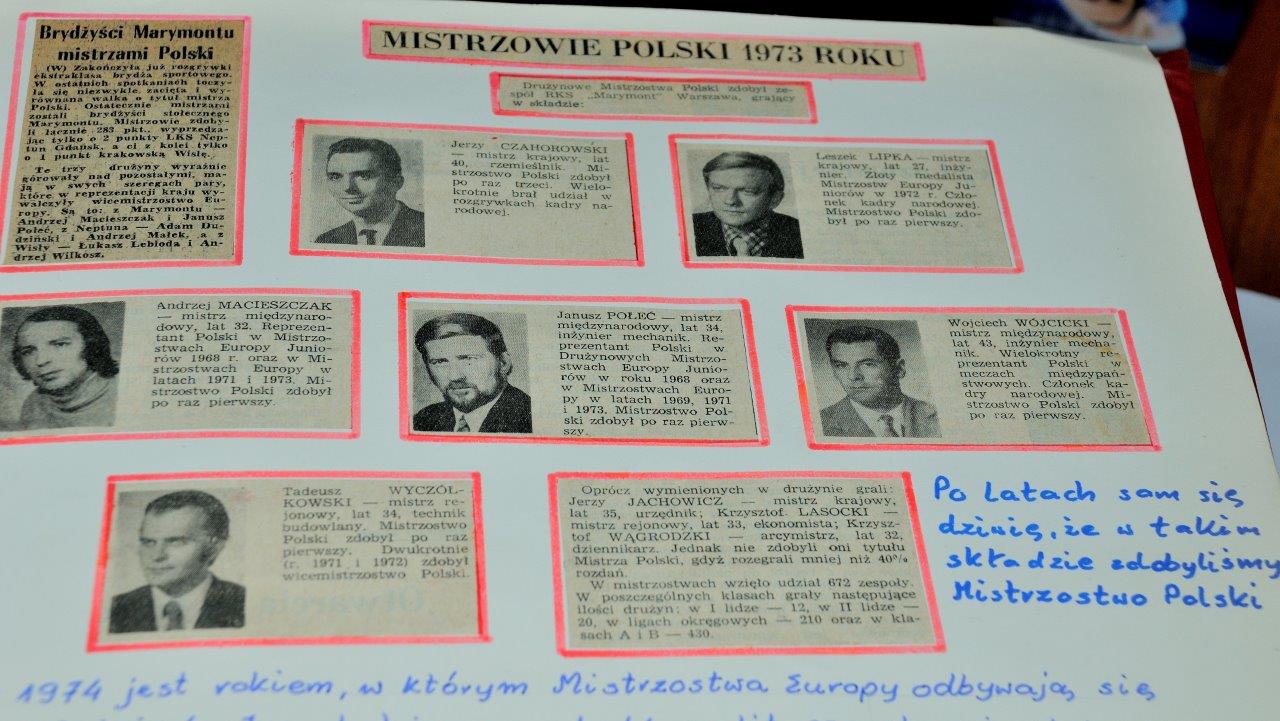 Brydżyści Marymontu
mistrzami Polski
(W) Zakończyła już rozgrywki
ekstraklasa brydża sportowego.
W ostatnich spotkaniach toczy-
ła się niezwykle zacięta i wy-
równana walka o tytuł mistrza
Polski. Ostatecznie mistrzami
zostali brydżyści stołecznego
Marymontu. Mistrzowie zdoby-
li łącznie 283 pkt., wyprzedza-
jąc tylko o 2 punkty LKS Nep-
tun Gdańsk, a ci z kolei tylko
o 1 punkt krakowską Wisłę.
Te trzy drużyny wyraźnie
górowały nad pozostałymi, ma-
ją w swych szeregach pary,
które w reprezentacji kraju wy-
walczyły wicemistrzostwo Eu-
ropy. Są to: z Marymontu —
Andrzej Macieszczak i Janusz
Połeć, z Neptuna — Adam Du-
dziński i Andrzej Małek, a z
Wisły — Łukasz Lebioda i An-
drzej Wilkosz.
MISTRZOWIE POLSKI 1973 ROKU
Drużynowe Mistrzostwa Polski zdobył ze-
spół RKS „Marymont" Warszawa, grający
w składzie:
Jerzy CZAHOROWSKI
— mistrz krajowy, lat
40, rzemieślnik. Mi-
strzostwo Polski zdobył
po raz trzeci. Wielo-
krotnie brał udział w
rozgrywkach kadry na-
rodowej.
Leszek LIPKA — mistrz
krajowy, lat 27, inży-
nier. Złoty medalista
Mistrzostw Europy Ju-
niorów w 1972 r. Czło-
nek kadry narodowej.
Mistrzostwo Polski zdo-
był po raz pierwszy.
Andrzej MACIESZCZAK
— mistrz międzynaro-
dowy, lat 32. Reprezen-
tant Polski w Mistrzo-
stwach Europy Junio-
rów 1968 r. oraz w Mi-
strzostwach Europy w
latach 1971 i 1973. Mi-
strzostwo Polski zdobył
po raz pierwszy.
Janusz POŁEĆ — mistrz
międzynarodowy, lat 34,
inżynier mechanik. Re-
prezentant Polski w
Drużynowych Mistrzo-
stwach Europy Junio-
rów w roku 1968 oraz
w Mistrzostwach Euro-
py w latach 1969, 1971
i 1973. Mistrzostwo Pol-
ski zdobył po raz pierw-
szy.
Wojciech WÓJCICKI —
mistrz międzynarodowy,
lat 43, inżynier mecha-
nik. Wielokrotny re-
prezentant Polski w
meczach międzypań-
stwowych. Członek ka-
dry narodowej. Mi-
strzostwo Polski zdobył
po raz pierwszy.
Tadeusz WYCZÓŁ-
KOWSKI — mistrz re-
jonowy, lat 34, technik
budowlany. Mistrzostwo
Polski zdobył po raz
pierwszy. Dwukrotnie
(r. 1971 i 1972) zdobył
wicemistrzostwo Polski.
Oprócz wymienionych w drużynie grali:
Jerzy JACHOWICZ — mistrz krajowy,
lat 35, urzędnik; Krzysztof LASOCKI —
mistrz rejonowy, lat 33, ekonomista; Krzysz-
tof WĄGRODZKI — arcymistrz, lat 32,
dziennikarz. Jednak nie zdobyli oni tytułu
Mistrza Polski, gdyż rozegrali mniej niż 40%
rozdań.
W mistrzostwach wzięło udział 672 zespoły.
W poszczególnych klasach grały następujące
ilości drużyn: w I lidze — 12, w II lidze —
20, w ligach okręgowych — 210 oraz w kla-
sach A i B — 430.
Po latach sam się
dziwię, że w takim
składzie zdobyliśmy
Mistrzostwo Polski
1974 jest rokiem, w którym Mistrzostwa Europy odbywają się